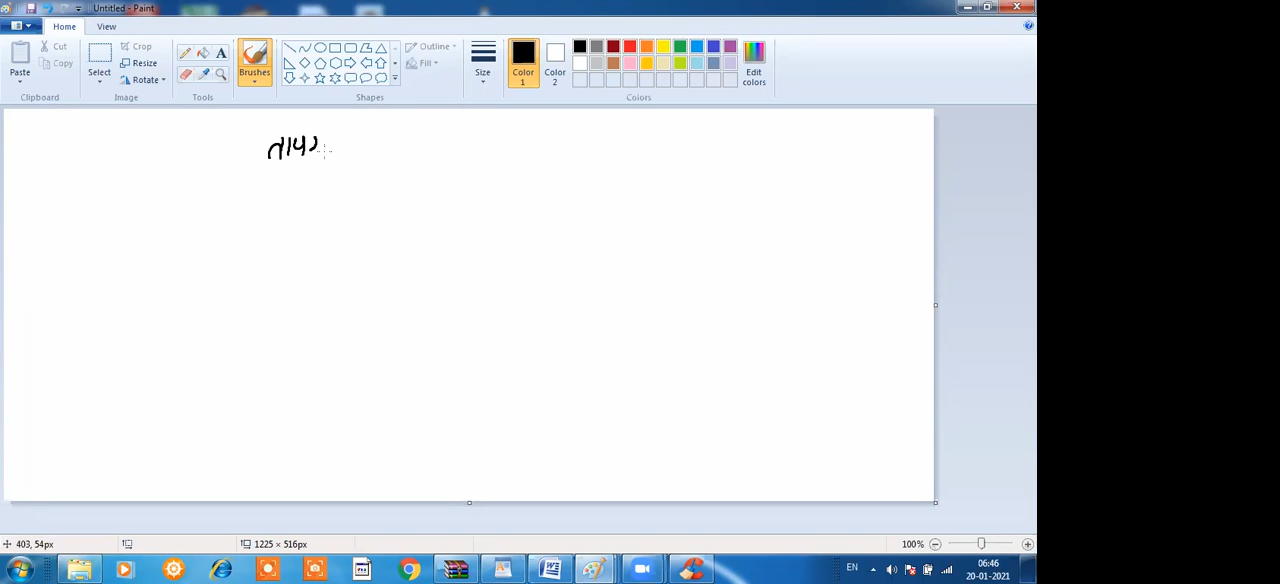 Untitled - Paint
Home View
Paste
Cut
Copy
Clipboard
Select
Crop
Resize
Rotate
Image
Tools
Brushes
Outline
Fill
Shapes
Size
Color 1
Color 2
Edit colors
Colors
403, 54px
1225 × 516px
100%
EN
06:46
20-01-2021